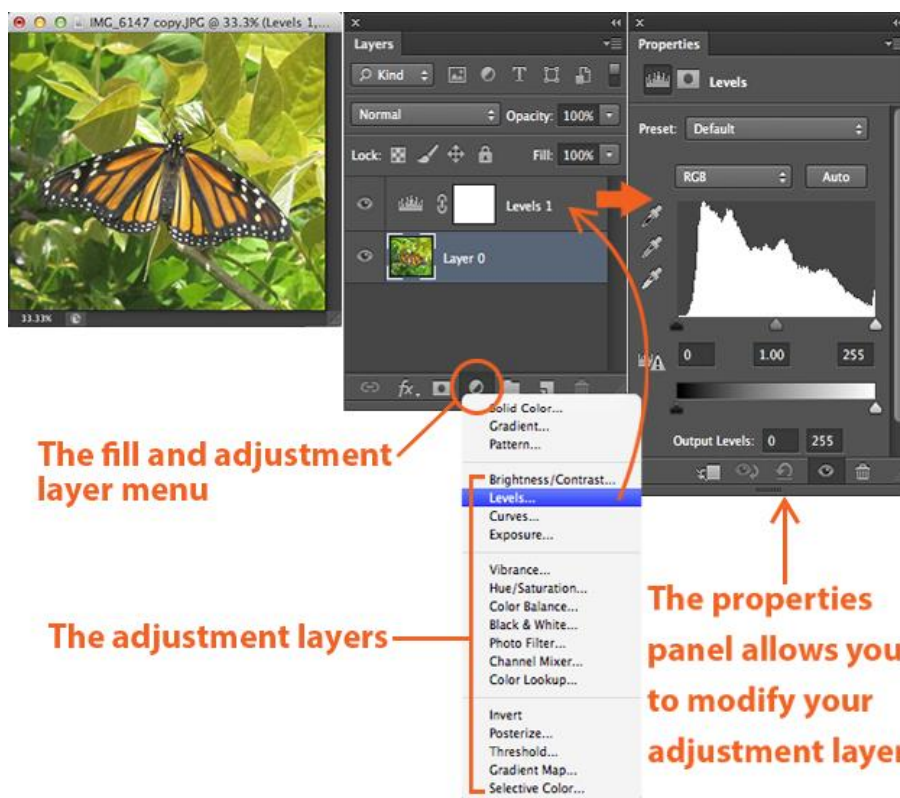 IMG_6147 copy.JPG @ 33.3% (Levels 1,...
33.33%
Layers
Kind
Normal
Opacity: 100%
Lock:
Fill: 100%
Levels 1
Layer 0
fx.
Properties
Levels
Preset: Default
RGB
Auto
0 1.00 255
Output Levels: 0 255
The fill and adjustment
layer menu
Solid Color...
Gradient...
Pattern...
Brightness/Contrast...
Levels...
Curves...
Exposure...
Vibrance...
Hue/Saturation...
Color Balance...
Black & White...
Photo Filter...
Channel Mixer...
Color Lookup...
Invert
Posterize...
Threshold...
Gradient Map...
Selective Color...
The adjustment layers
The properties
panel allows you
to modify your
adjustment layer